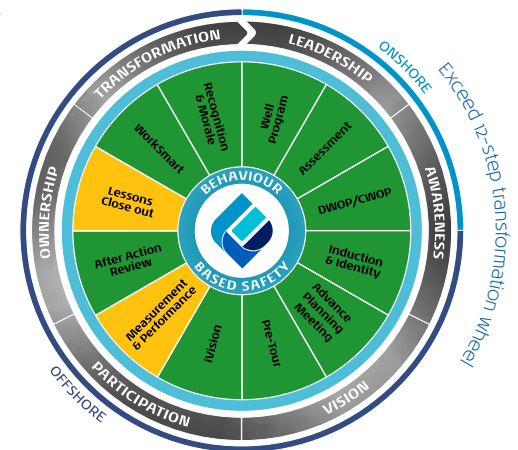 TRANSFORMATION
LEADERSHIP
AWARENESS
VISION
PARTICIPATION
OWNERSHIP
ONSHORE
OFFSHORE
Exceed 12-step transformation wheel
Well
Program
Assessment
DWOP/CWOP
Induction
& Identity
Advance
Planning
Meeting
Pre-Tour
iVision
Measurement
& Performance
After Action
Review
Lessons
Close out
WorkSmart
Recognition
& Morale
BEHAVIOUR
BASED SAFETY